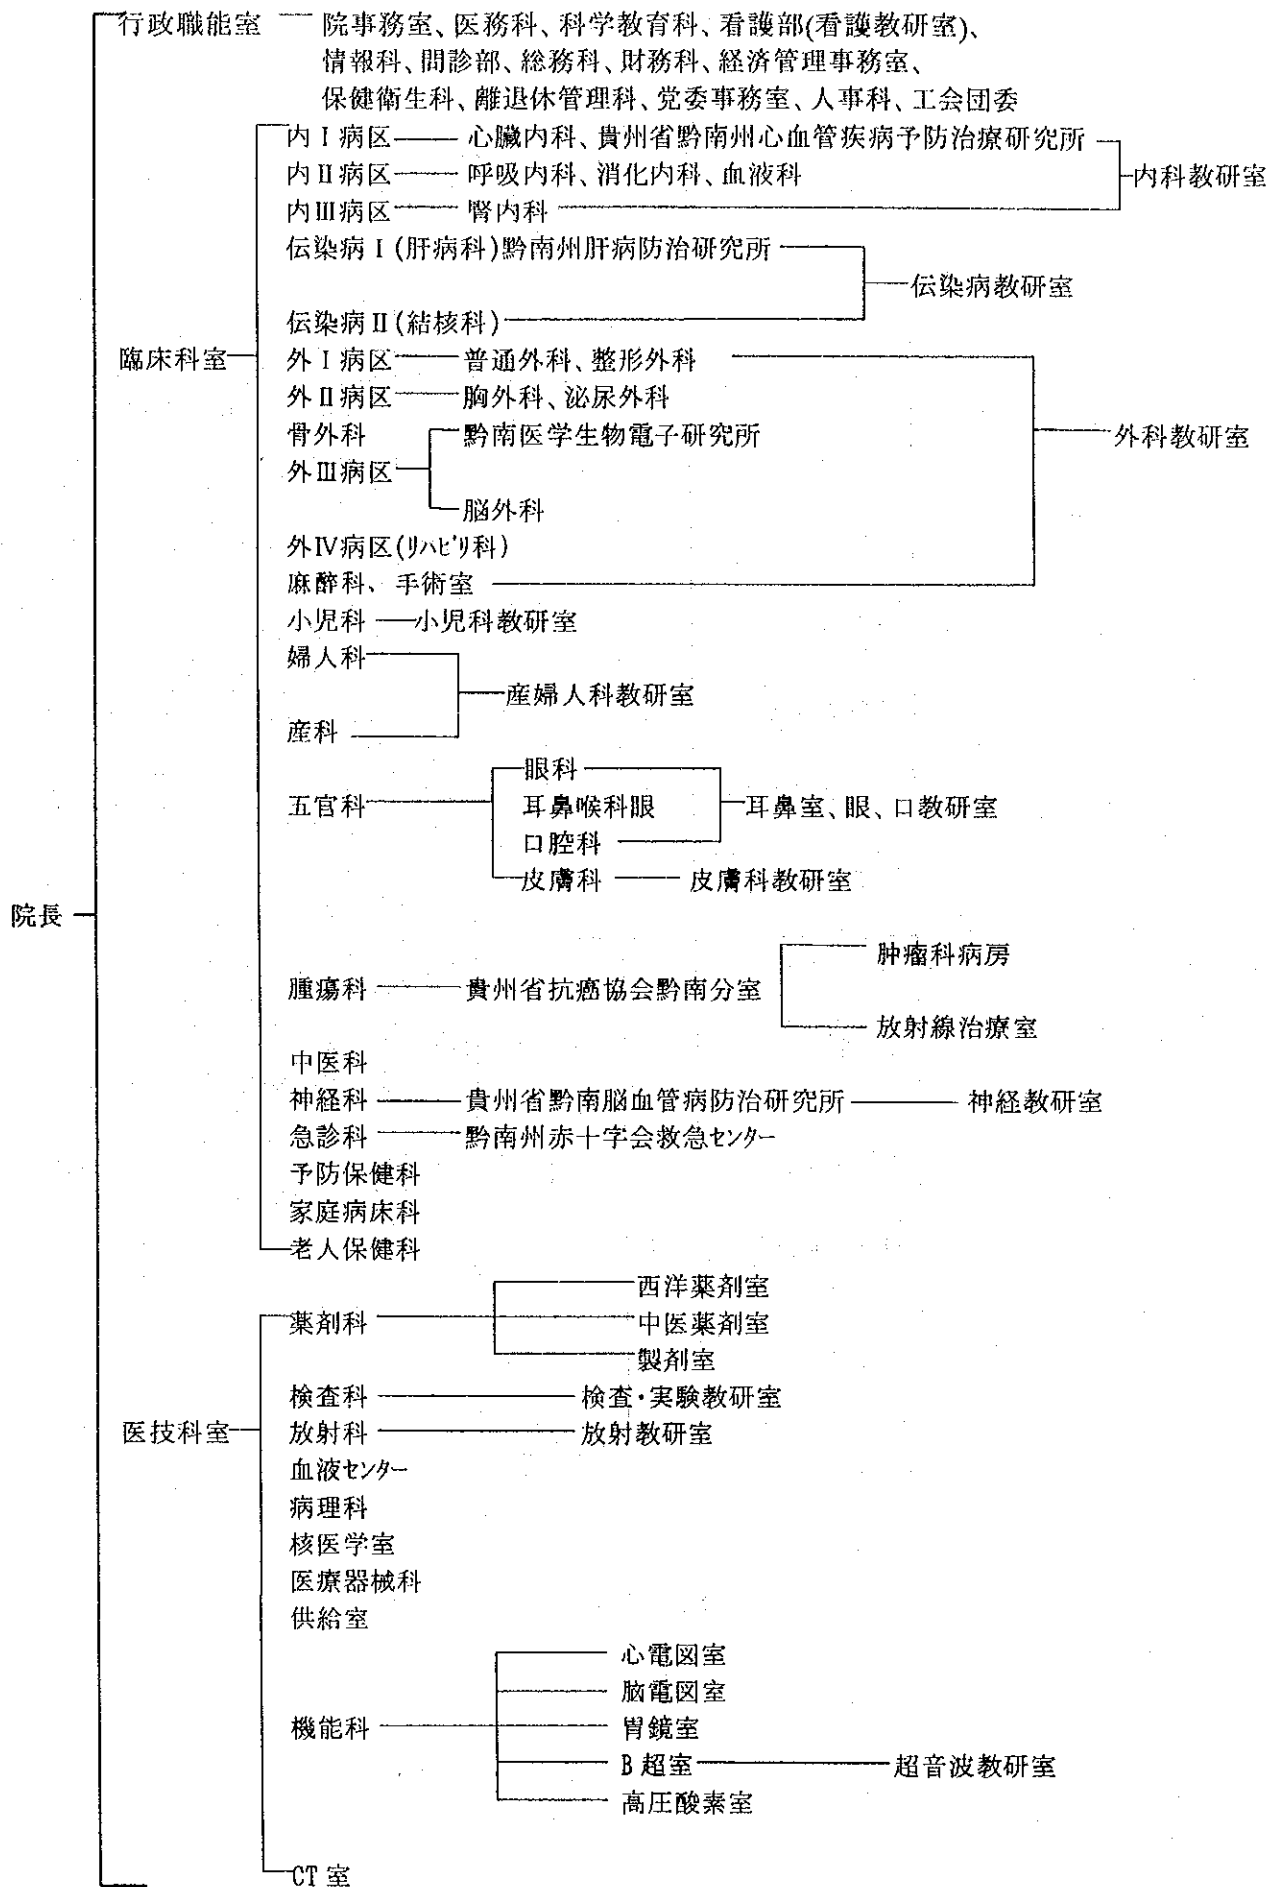 行政職能室 院事務室、医務科、科学教育科、看護部(看護教研室)、
情報科、問診部、総務科、財務科、経済管理事務室、
保健衛生科、離退休管理科、党委事務室、人事科、工会団委
内Ⅰ病区 心臓内科、貴州省黔南州心血管疾病予防治療研究所
内Ⅱ病区 呼吸内科、消化内科、血液科 内科教研室
内Ⅲ病区 腎内科
伝染病Ⅰ(肝病科)黔南州肝病防治研究所
伝染病教研室
伝染病Ⅱ(結核科)
臨床科室 外Ⅰ病区 普通外科、整形外科
外Ⅱ病区 胸外科、泌尿外科
骨外科 黔南医学生物電子研究所 外科教研室
外Ⅲ病区
脳外科
外Ⅳ病区(リハビリ科)
麻酔科、手術室
小児科 小児科教研室
婦人科
産婦人科教研室
産科
眼科
五官科 耳鼻喉科眼 耳鼻室、眼、口教研室
口腔科
皮膚科 皮膚科教研室
院長
肿瘤科病房
腫瘍科 貴州省抗癌協会黔南分室
放射線治療室
中医科
神経科 貴州省黔南脳血管病防治研究所 神経教研室
急診科 黔南州赤十字会救急センター
予防保健科
家庭病床科
老人保健科
西洋薬剤室
薬剤科 中医薬剤室
製剤室
検査科 検査・実験教研室
医技科室 放射科 放射教研室
血液センター
病理科
核医学室
医療器械科
供給室
心電図室
脳電図室
機能科 胃鏡室
B超室 超音波教研室
高圧酸素室
CT室